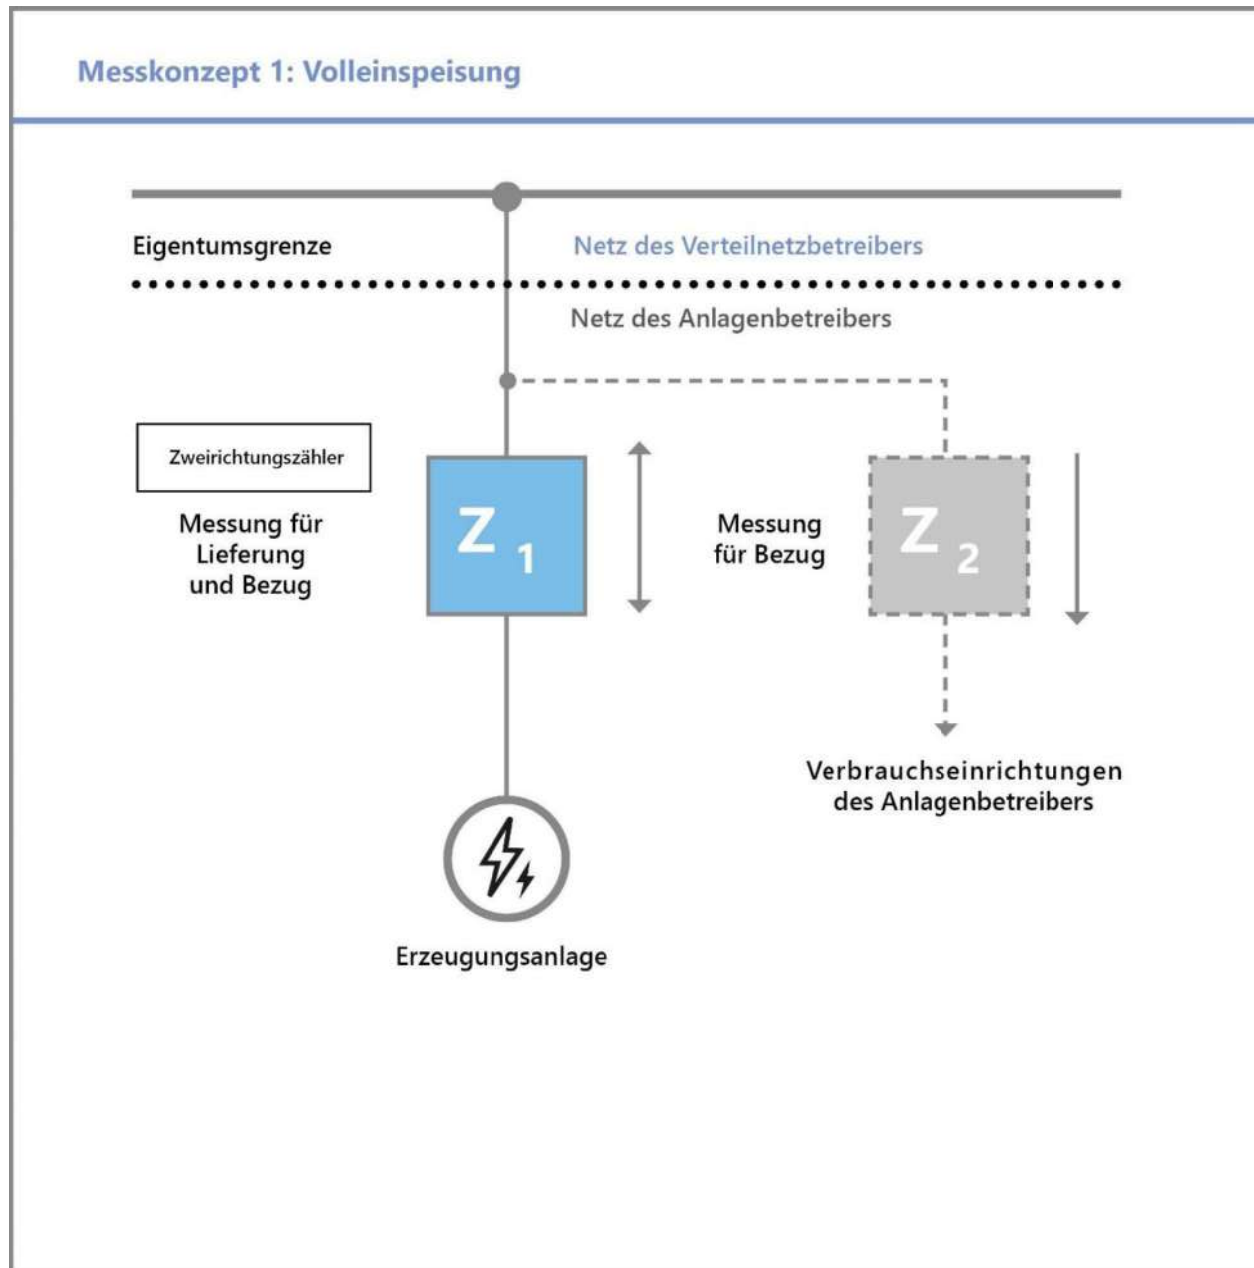 Messkonzept 1: Volleinspeisung
Eigentumsgrenze
Netz des Verteilnetzbetreibers
Netz des Anlagenbetreibers
Zweirichtungszähler
Messung für
Lieferung
und Bezug
Z 1
Messung
für Bezug
Z 2
Verbrauchseinrichtungen
des Anlagenbetreibers
Erzeugungsanlage